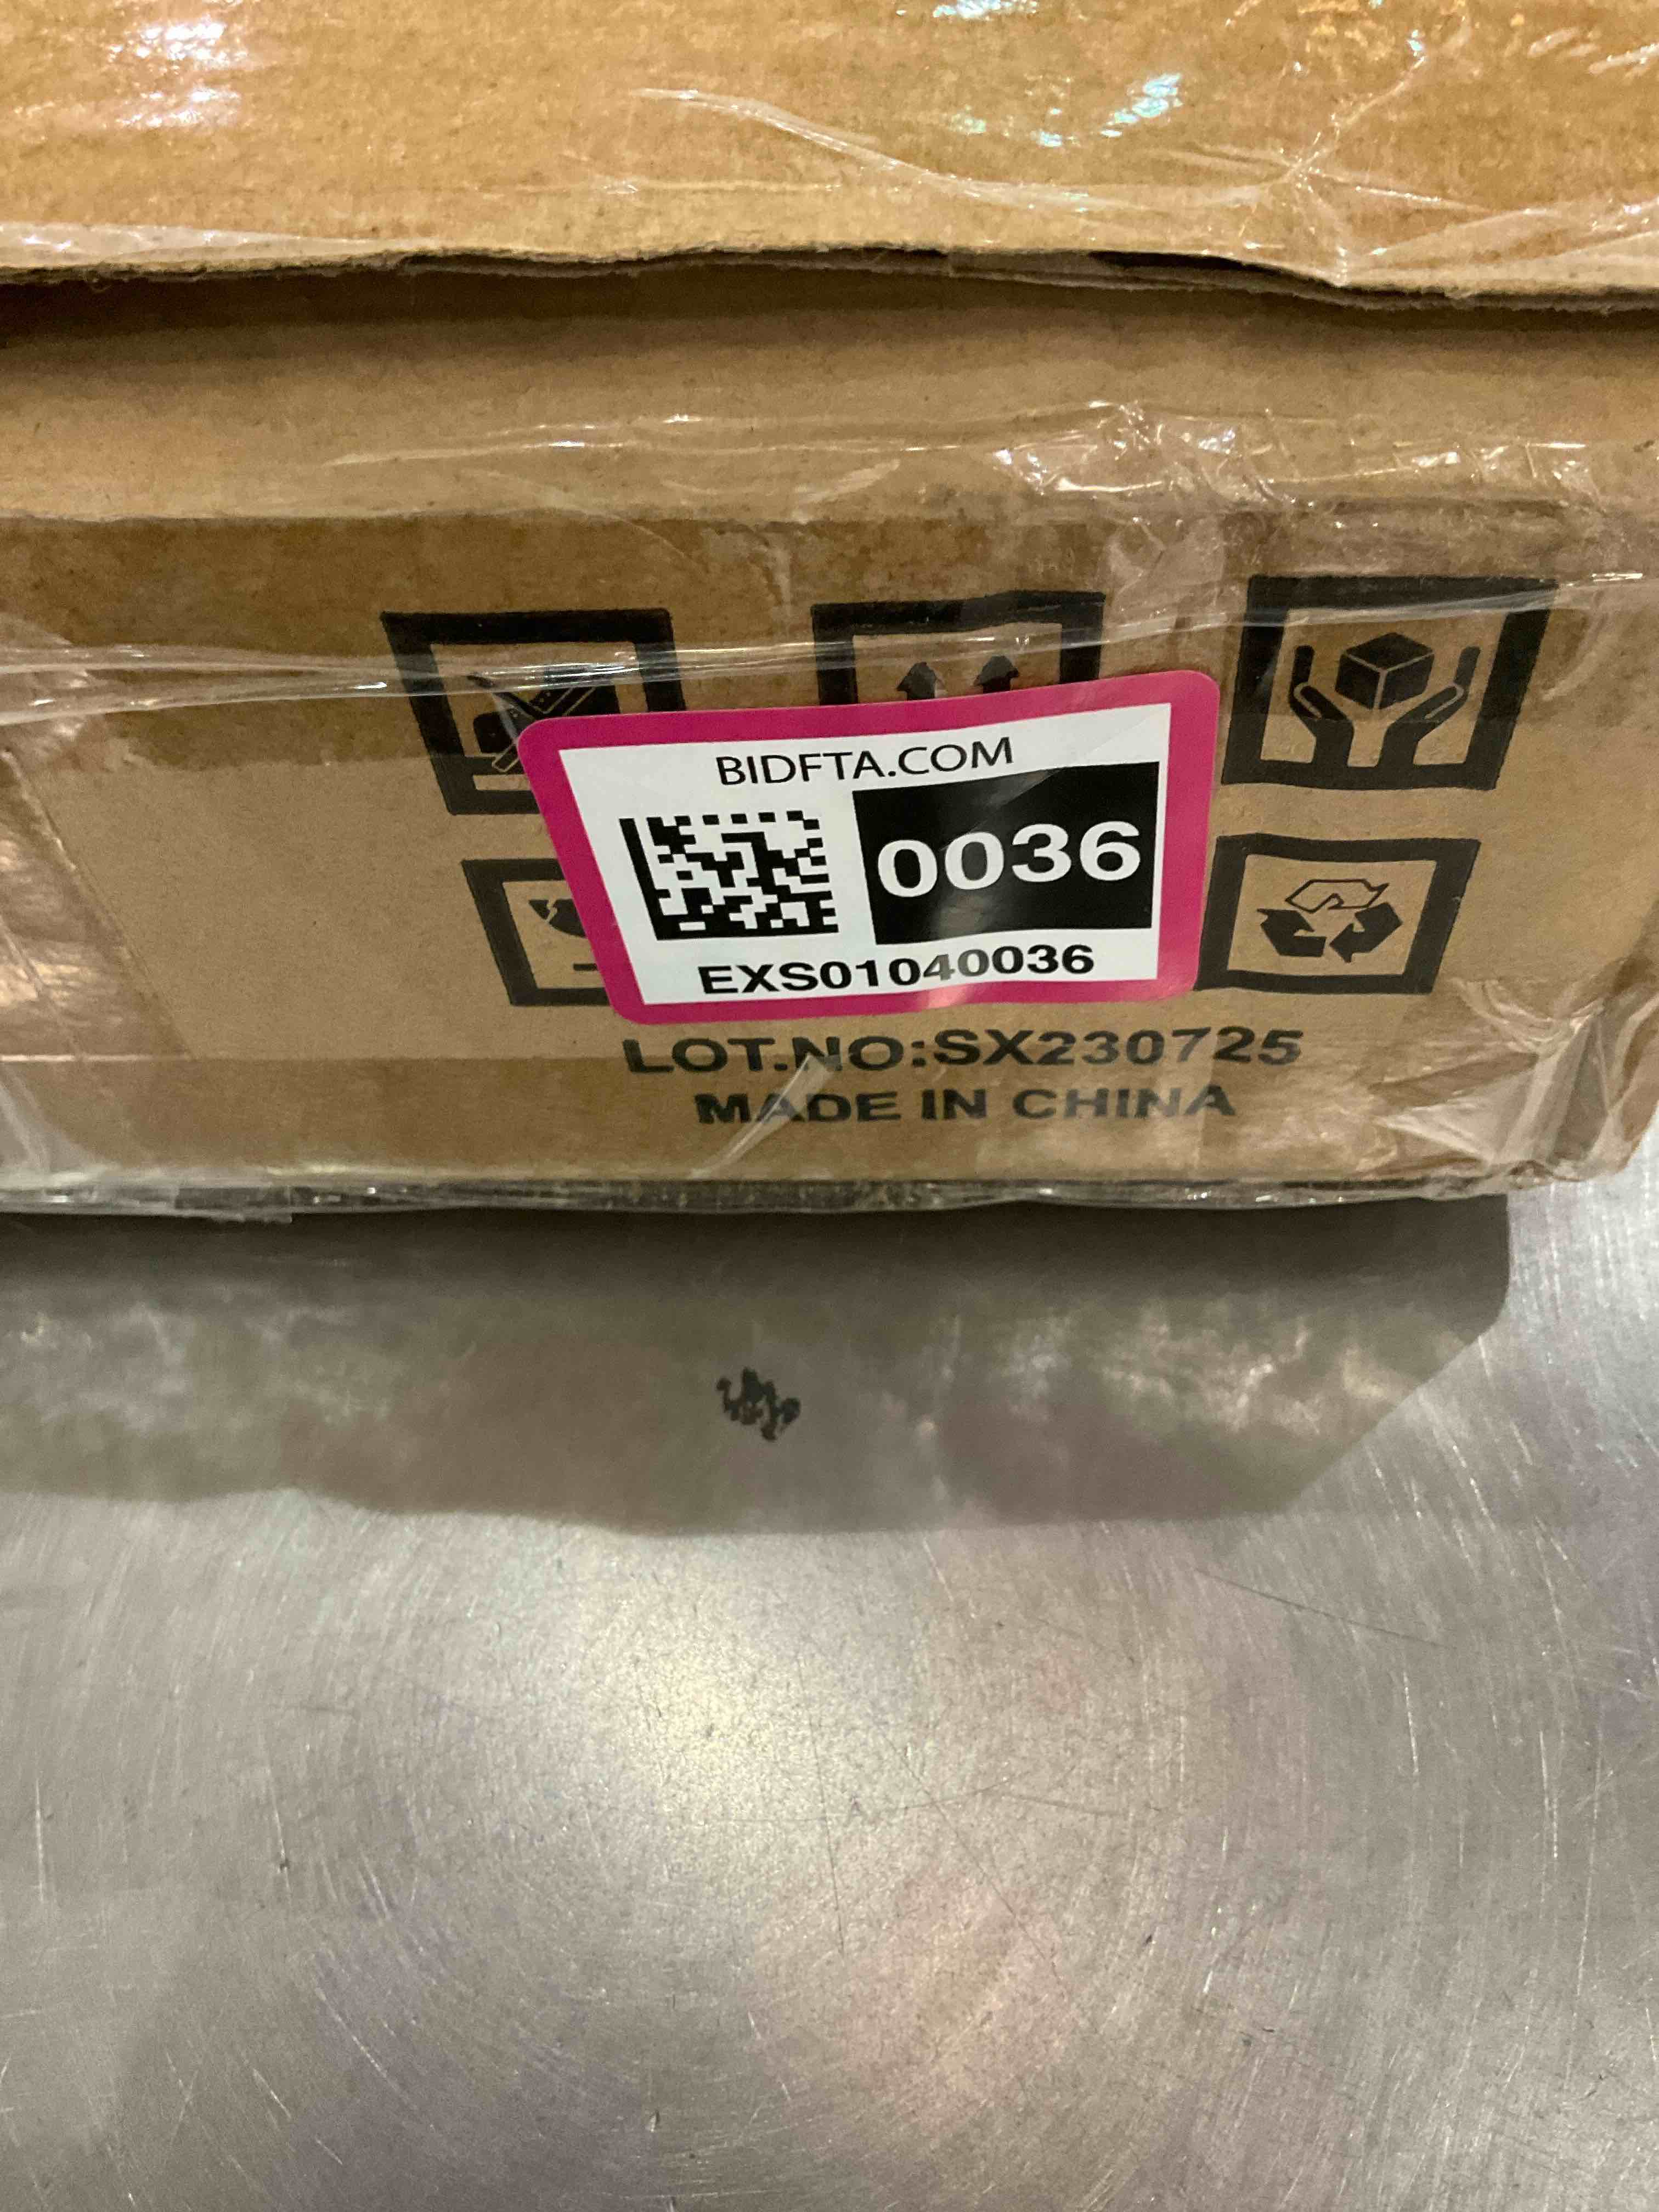 BIDFTA.COM
0036
EXS01040036
LOT.NO:SX230725
MADE IN CHINA